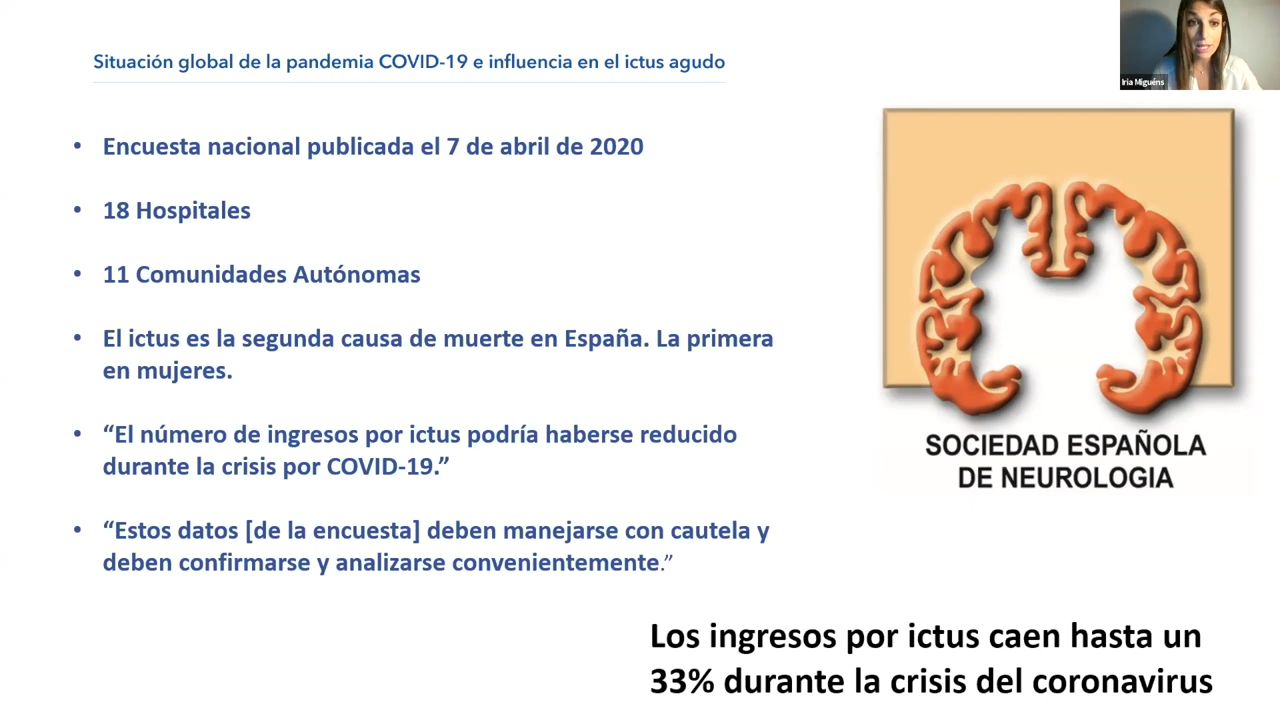 Situación global de la pandemia COVID-19 e influencia en el ictus agudo
Iria Miguéns
• Encuesta nacional publicada el 7 de abril de 2020
• 18 Hospitales
• 11 Comunidades Autónomas
• El ictus es la segunda causa de muerte en España. La primera
en mujeres.
• “El número de ingresos por ictus podría haberse reducido
durante la crisis por COVID-19.”
• “Estos datos [de la encuesta] deben manejarse con cautela y
deben confirmarse y analizarse convenientemente.”
SOCIEDAD ESPAÑOLA
DE NEUROLOGIA
Los ingresos por ictus caen hasta un
33% durante la crisis del coronavirus